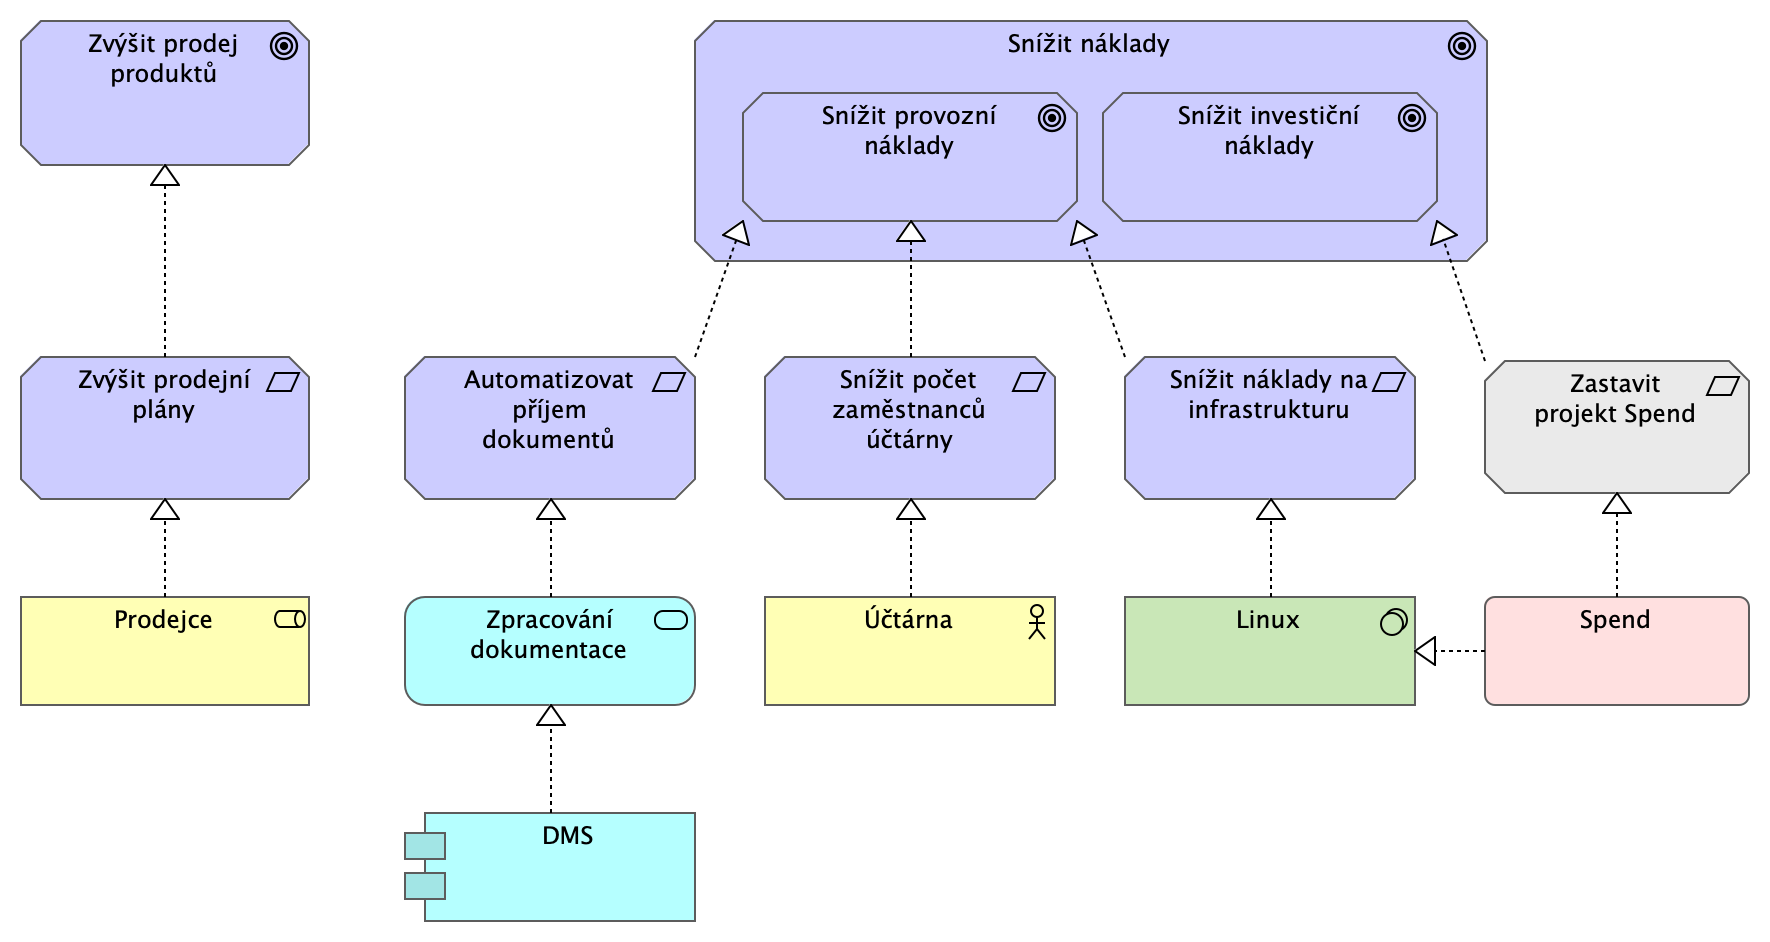 Zvýšit prodej
produktů
Snížit náklady
Snížit provozní
náklady
Snížit investiční
náklady
Zvýšit prodejní
plány
Automatizovat
příjem
dokumentů
Snížit počet
zaměstnanců
účtárny
Snížit náklady na
infrastrukturu
Zastavit
projekt Spend
Prodejce
Zpracování
dokumentace
Účtárna
Linux
Spend
DMS